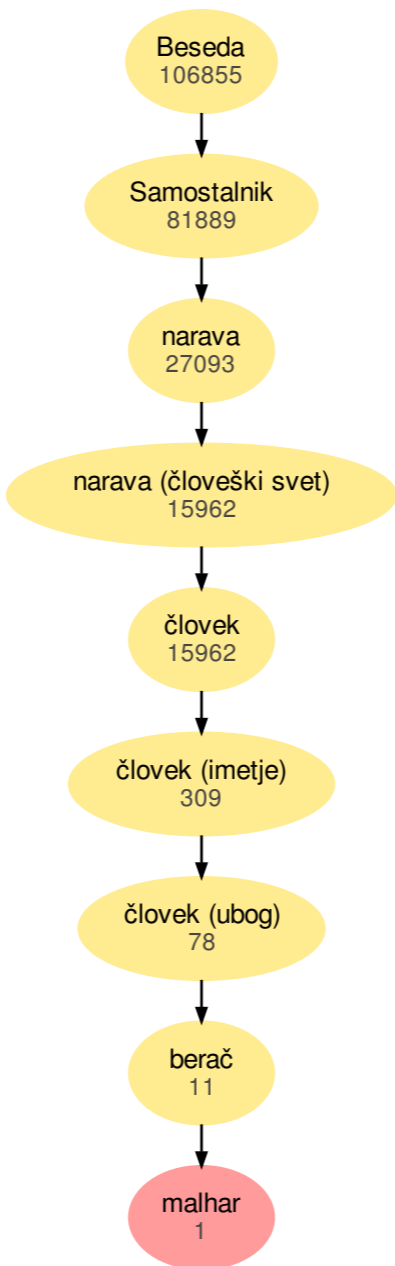 Beseda
106855
Samostalnik
81889
narava
27093
narava (človeški svet)
15962
človek
15962
človek (imetje)
309
človek (ubog)
78
berač
11
malhar
1